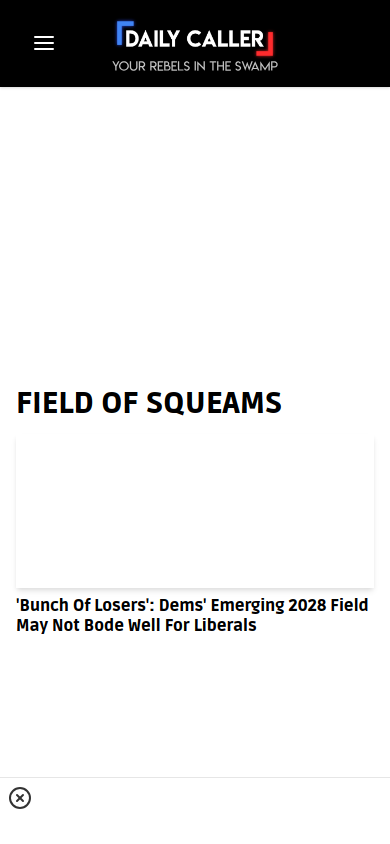 DAILY CALLER
YOUR REBELS IN THE SWAMP
FIELD OF SQUEAMS
'Bunch Of Losers': Dems' Emerging 2028 Field
May Not Bode Well For Liberals